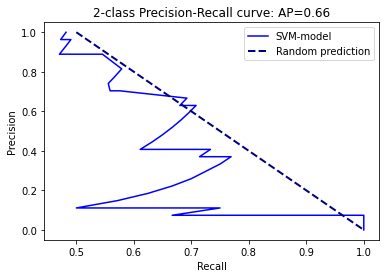 2-class Precision-Recall curve: AP=0.66
SVM-model
Random prediction
Precision
1.0
0.8
0.6
0.4
0.2
0.0
0.5 0.6 0.7 0.8 0.9 1.0
Recall